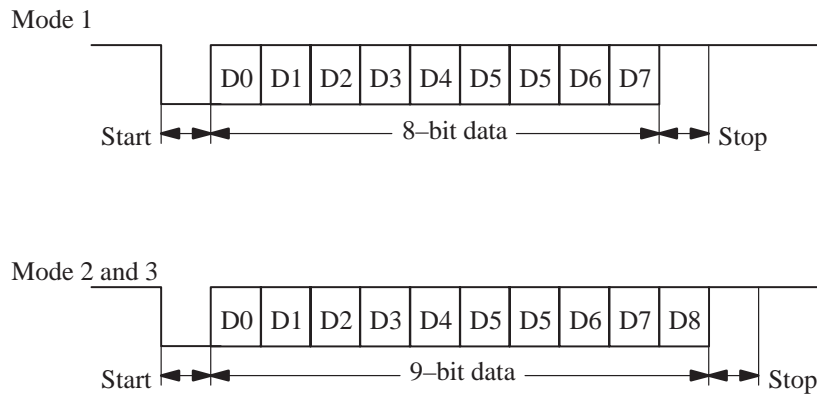 Mode 1
D0 D1 D2 D3 D4 D5 D5 D6 D7
Start 8–bit data Stop
Mode 2 and 3
D0 D1 D2 D3 D4 D5 D5 D6 D7 D8
Start 9–bit data Stop